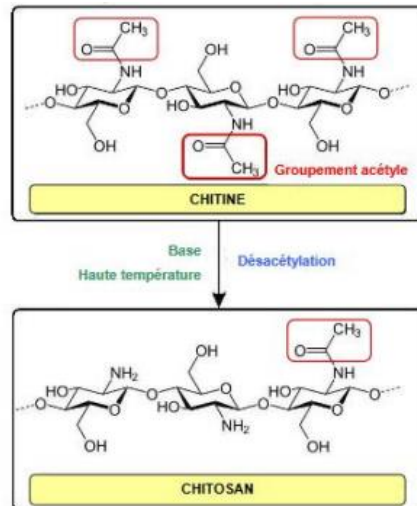 CH₃
CH₃
O
O
OH
NH
NH
HO
O
O
HO
O
O
O
O
HO
O
NH
OH
OH
O
CH₃
Groupement acétyle
CHITINE
Base
Haute température
Désacétylation
CH₃
O
OH
NH₂
NH
HO
O
O
HO
O
O
O
O
HO
O
NH₂
OH
OH
CHITOSAN